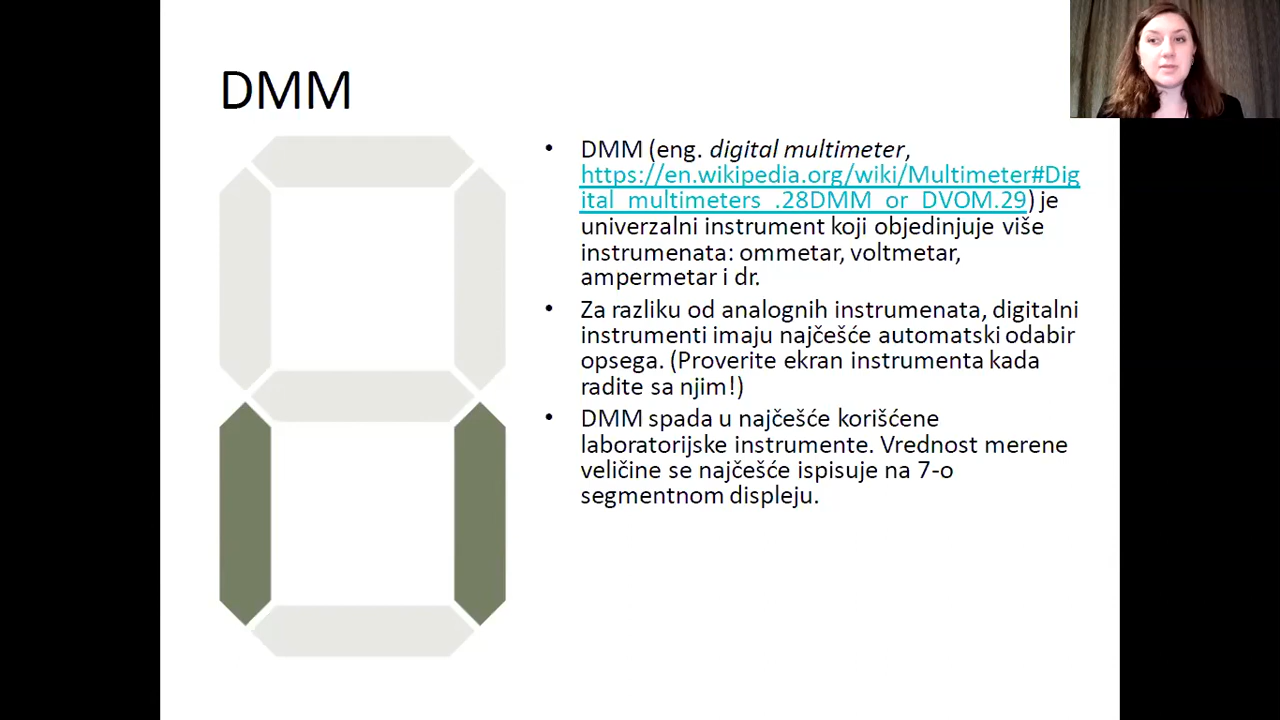 DMM
• DMM (eng. digital multimeter,
https://en.wikipedia.org/wiki/Multimeter#Dig
ital_multimeters_.28DMM_or_DVOM.29) je
univerzalni instrument koji objedinjuje više
instrumenata: ommetar, voltmetar,
ampermetar i dr.
• Za razliku od analognih instrumenata, digitalni
instrumenti imaju najčešće automatski odabir
opsega. (Proverite ekran instrumenta kada
radite sa njim!)
• DMM spada u najčešće korišćene
laboratorijske instrumente. Vrednost merene
veličine se najčešće ispisuje na 7-o
segmentnom displeju.